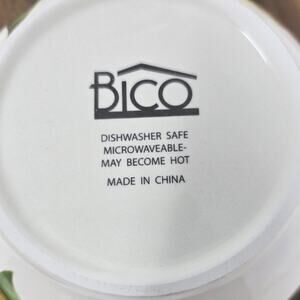 BICO
DISHWASHER SAFE
MICROWAVEABLE-
MAY BECOME HOT
MADE IN CHINA